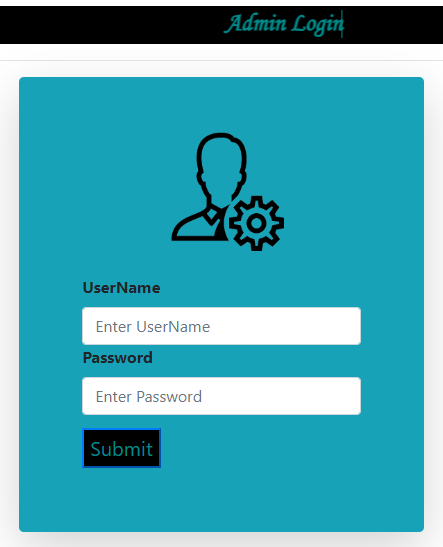 Admin Login
UserName
Enter UserName
Password
Enter Password
Submit